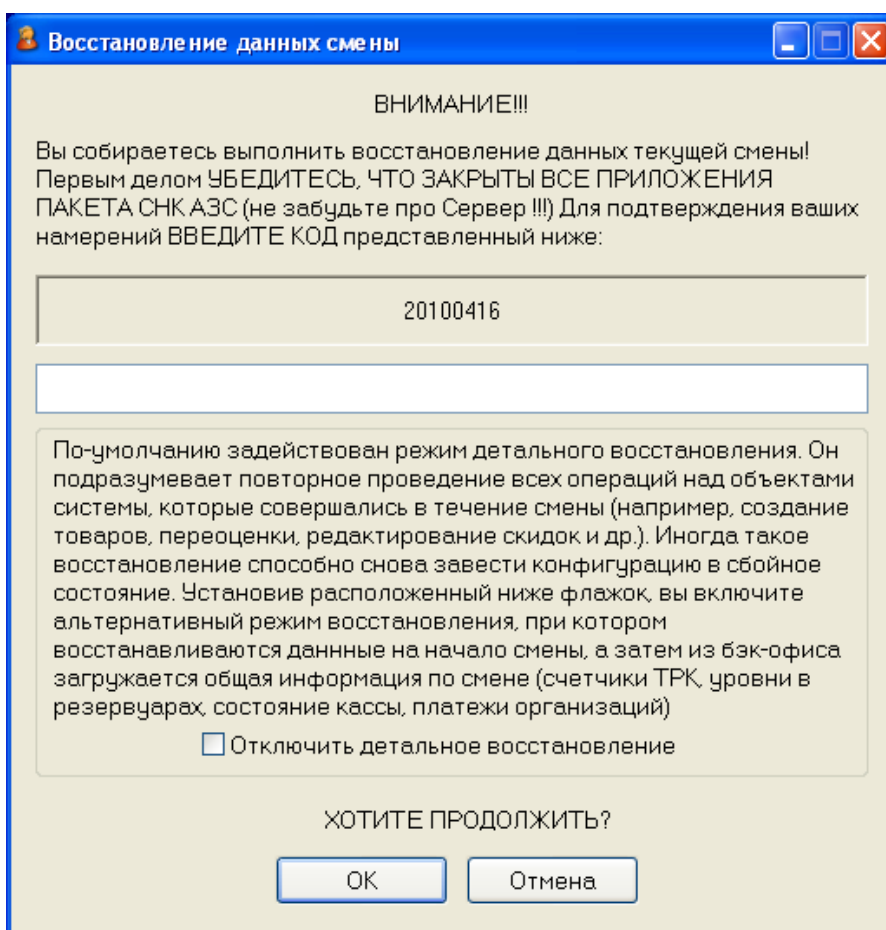 Восстановление данных смены
ВНИМАНИЕ!!!
Вы собираетесь выполнить восстановление данных текущей смены!
Первым делом УБЕДИТЕСЬ, ЧТО ЗАКРЫТЫ ВСЕ ПРИЛОЖЕНИЯ
ПАКЕТА СНК АЗС (не забудьте про Сервер !!!) Для подтверждения ваших
намерений ВВЕДИТЕ КОД представленный ниже:
20100416
По-умолчанию задействован режим детального восстановления. Он
подразумевает повторное проведение всех операций над объектами
системы, которые совершались в течение смены (например, создание
товаров, переоценки, редактирование скидок и др.). Иногда такое
восстановление способно снова завести конфигурацию в сбойное
состояние. Установив расположенный ниже флажок, вы включите
альтернативный режим восстановления, при котором
восстанавливаются даннные на начало смены, а затем из бэк-офиса
загружается общая информация по смене (счетчики ТРК, уровни в
резервуарах, состояние кассы, платежи организаций)
Отключить детальное восстановление
ХОТИТЕ ПРОДОЛЖИТЬ?
OK
Отмена